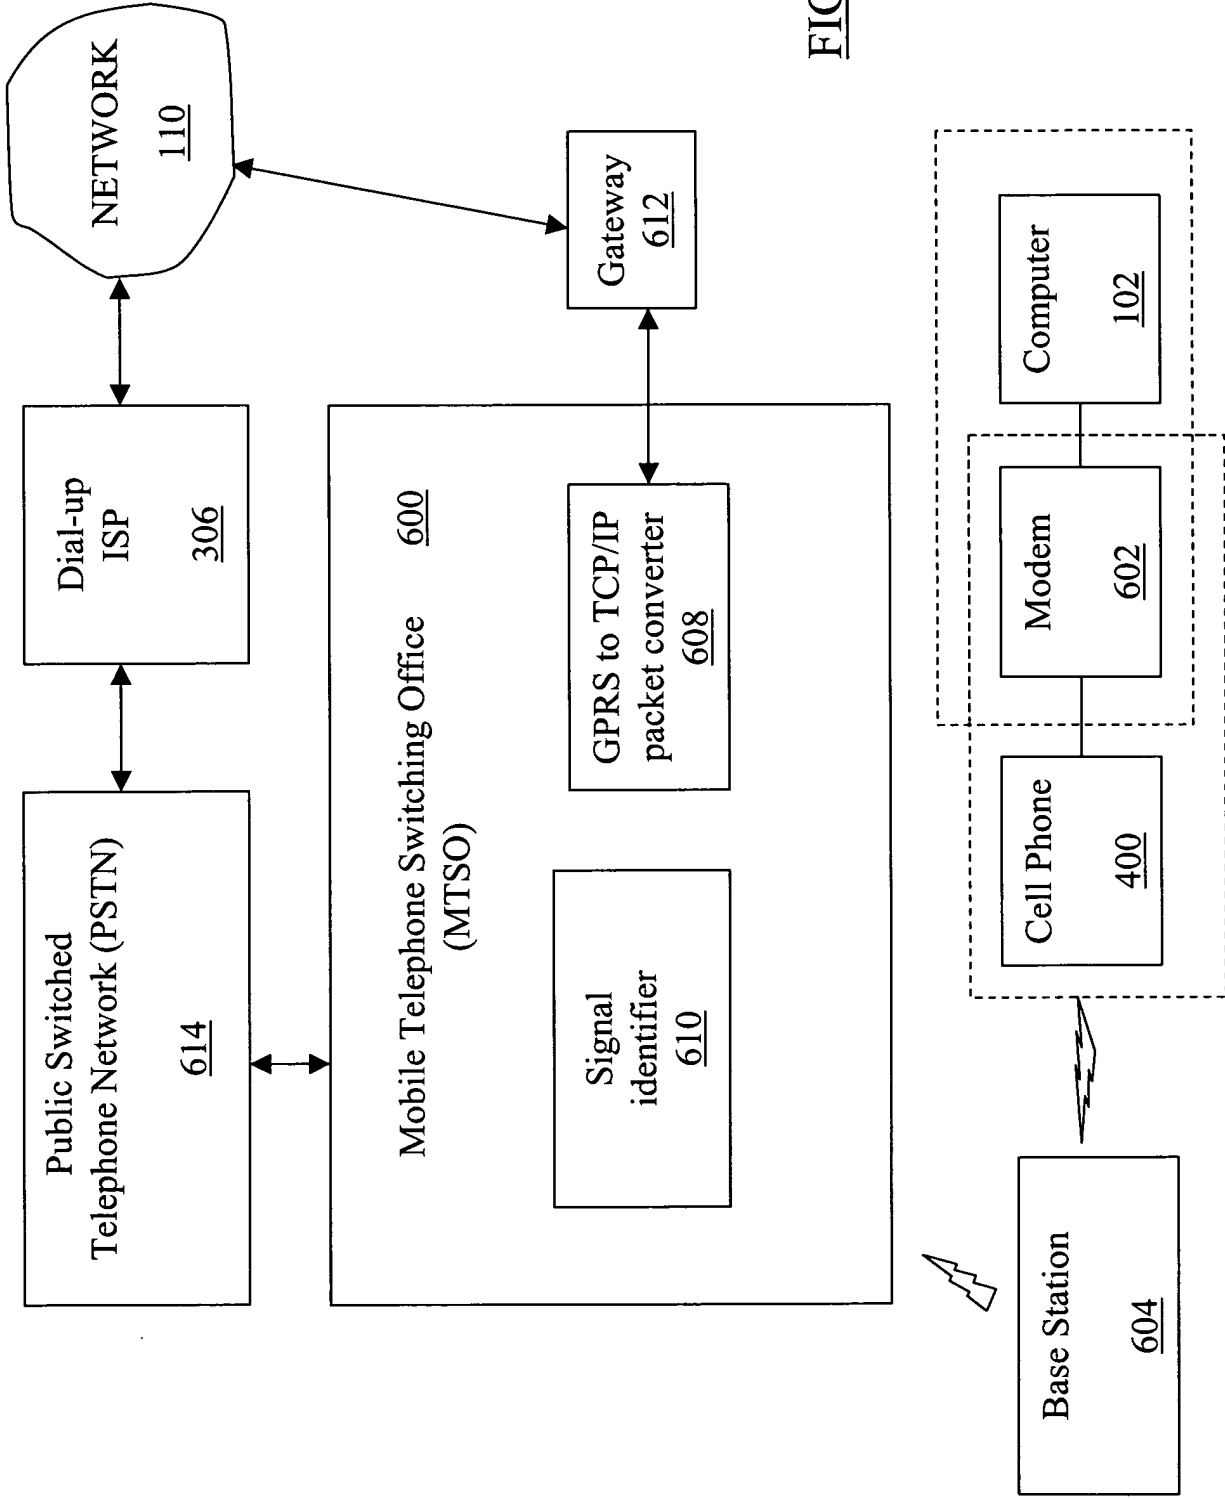 Public Switched
Telephone Network (PSTN)
614
Dial-up
ISP
306
NETWORK
110
Mobile Telephone Switching Office
(MTSO)
600
Signal
identifier
610
GPRS to TCP/IP
packet converter
608
Gateway
612
FIG
Base Station
604
Cell Phone
400
Modem
602
Computer
102